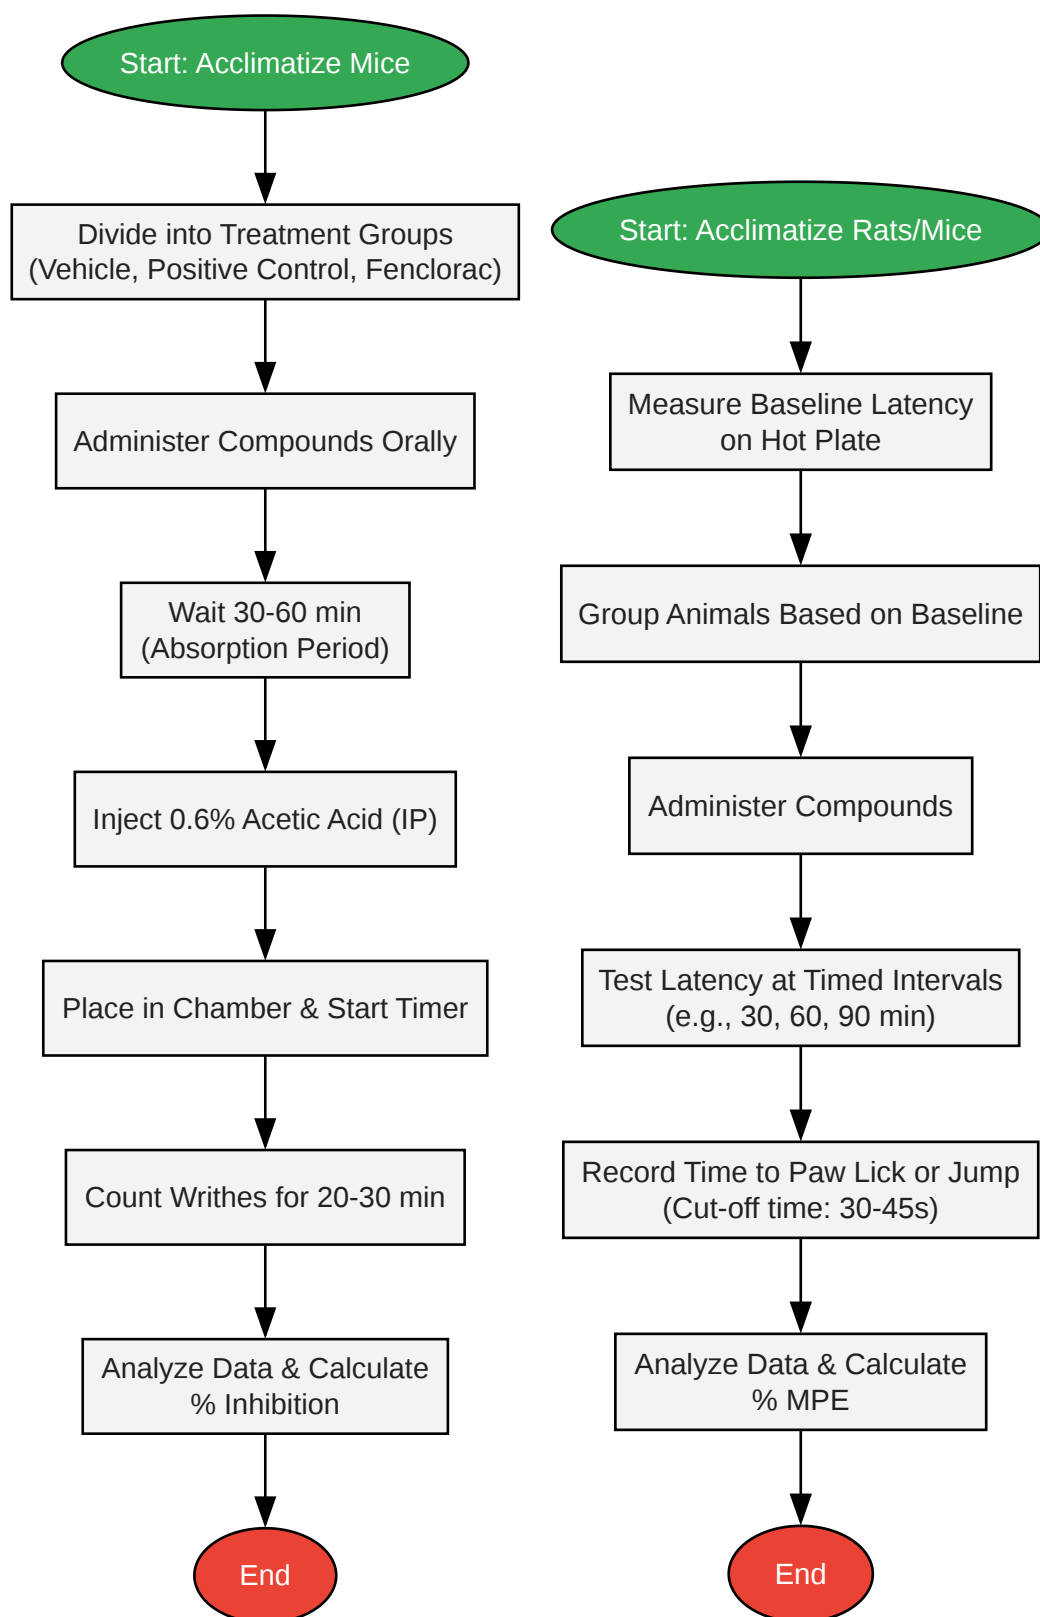 Start: Acclimatize Mice
Divide into Treatment Groups
(Vehicle, Positive Control, Fenclorac)
Administer Compounds Orally
Wait 30-60 min
(Absorption Period)
Inject 0.6% Acetic Acid (IP)
Place in Chamber & Start Timer
Count Writhes for 20-30 min
Analyze Data & Calculate
% Inhibition
End
Start: Acclimatize Rats/Mice
Measure Baseline Latency
on Hot Plate
Group Animals Based on Baseline
Administer Compounds
Test Latency at Timed Intervals
(e.g., 30, 60, 90 min)
Record Time to Paw Lick or Jump
(Cut-off time: 30-45s)
Analyze Data & Calculate
% MPE
End